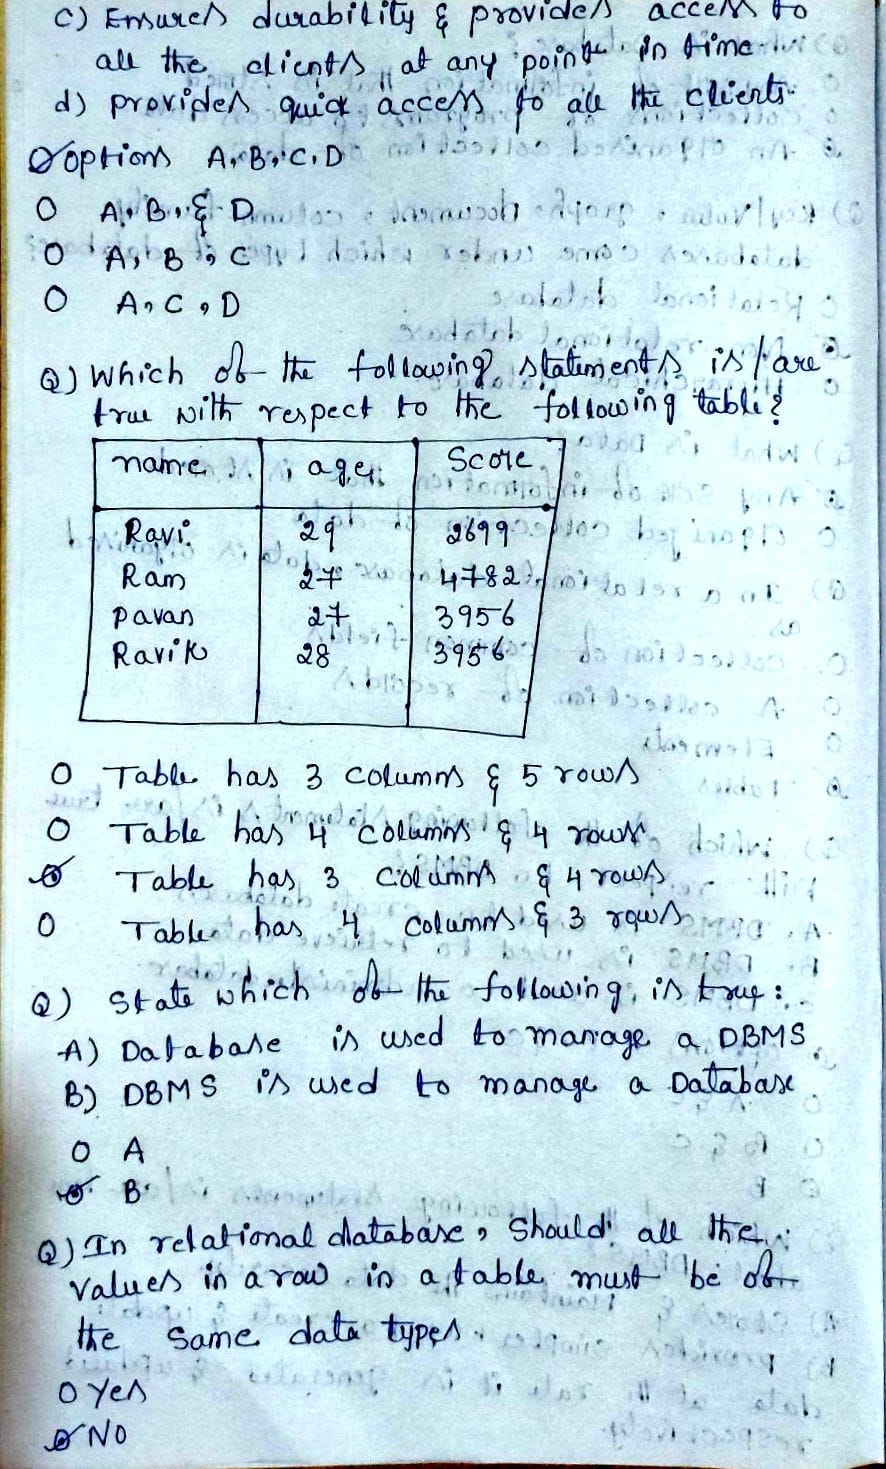 c) Ensures durability & provides access to
all the clients at any point in time
d) provides quick access to all the clients.
options A, B, C, D
O A, B, & D
O A, B, C
O A, C, D
Q) Which of the following statements is/are
true with respect to the following table?
name age Score
Ravi 29 2699
Ram 27 4782
pavan 27 3956
Ravik 28 3956
O Table has 3 columns & 5 rows
O Table has 4 columns & 4 rows
O Table has 3 columns & 4 rows
O Table has 4 columns & 3 rows
Q) State which of the following, is true :
A) Database is used to manage a DBMS
B) DBMS is used to manage a Database
O A
O B
Q) In relational database, should all the
values in a row in a table must be of
the same data types.
O Yes
O No